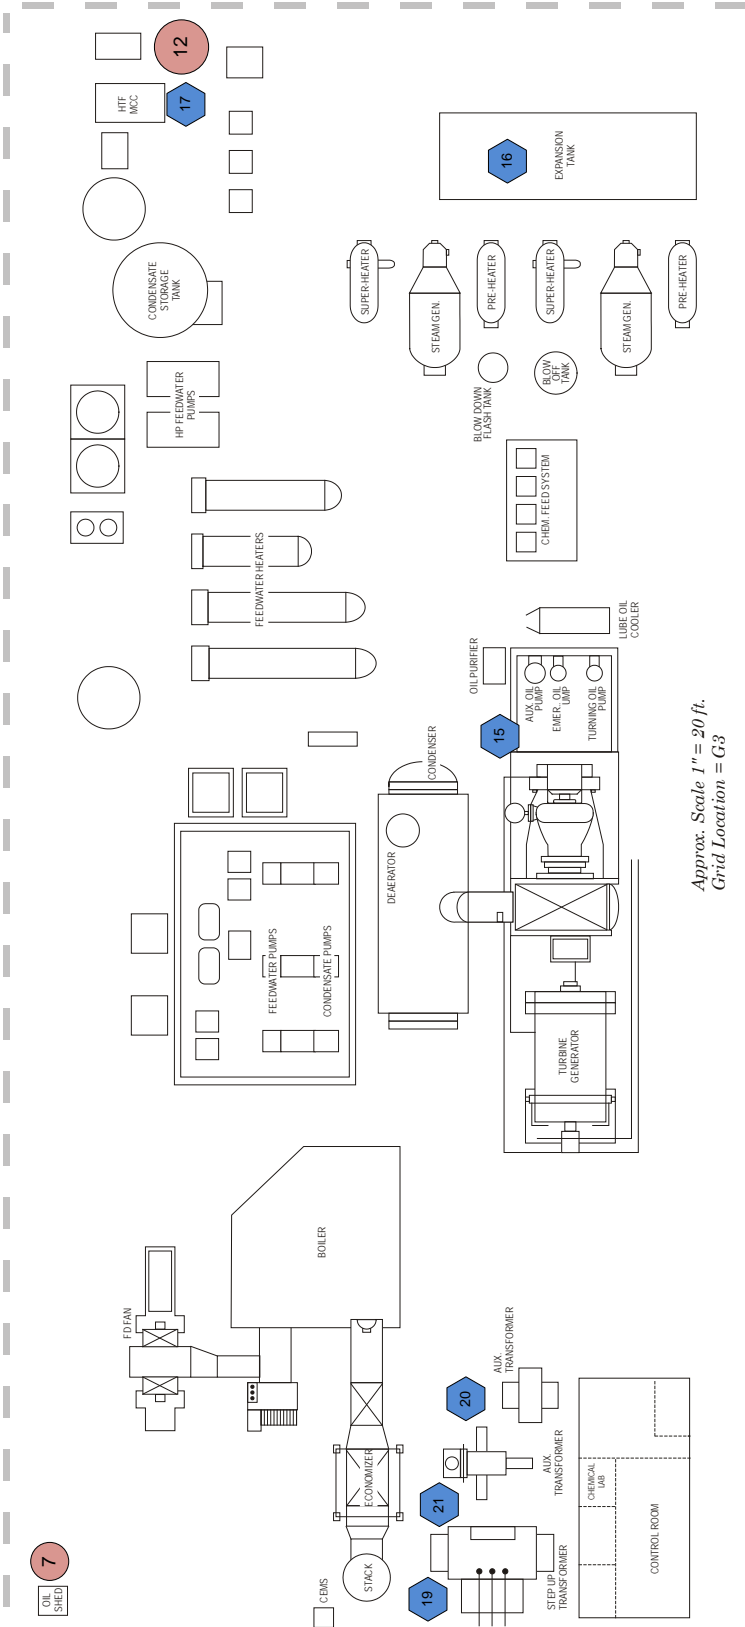 12
HTF
MCC
17
16
EXPANSION
TANK
CONDENSATE
STORAGE
TANK
SUPER-HEATER
STEAM GEN.
PRE-HEATER
SUPER-HEATER
STEAM GEN.
PRE-HEATER
HP FEEDWATER
PUMPS
BLOW DOWN
FLASH TANK
BLOW
OFF
TANK
CHEM. FEED SYSTEM
FEEDWATER HEATERS
LUBE OIL
COOLER
OIL PURIFIER
AUX. OIL
PUMP
EMER.. OIL
UMP
TURNING OIL
PUMP
15
CONDENSER
DEAERATOR
FEEDWATER PUMPS
CONDENSATE PUMPS
TURBINE
GENERATOR
Approx. Scale 1" = 20 ft.
Grid Location = G3
BOILER
FD FAN
AUX.
TRANSFORMER
20
AUX.
TRANSFORMER
21
ECONOMIZER
STACK
CEMS
19
STEP UP
TRANSFORMER
CHEMICAL
LAB
CONTROL ROOM
7
OIL
SHED